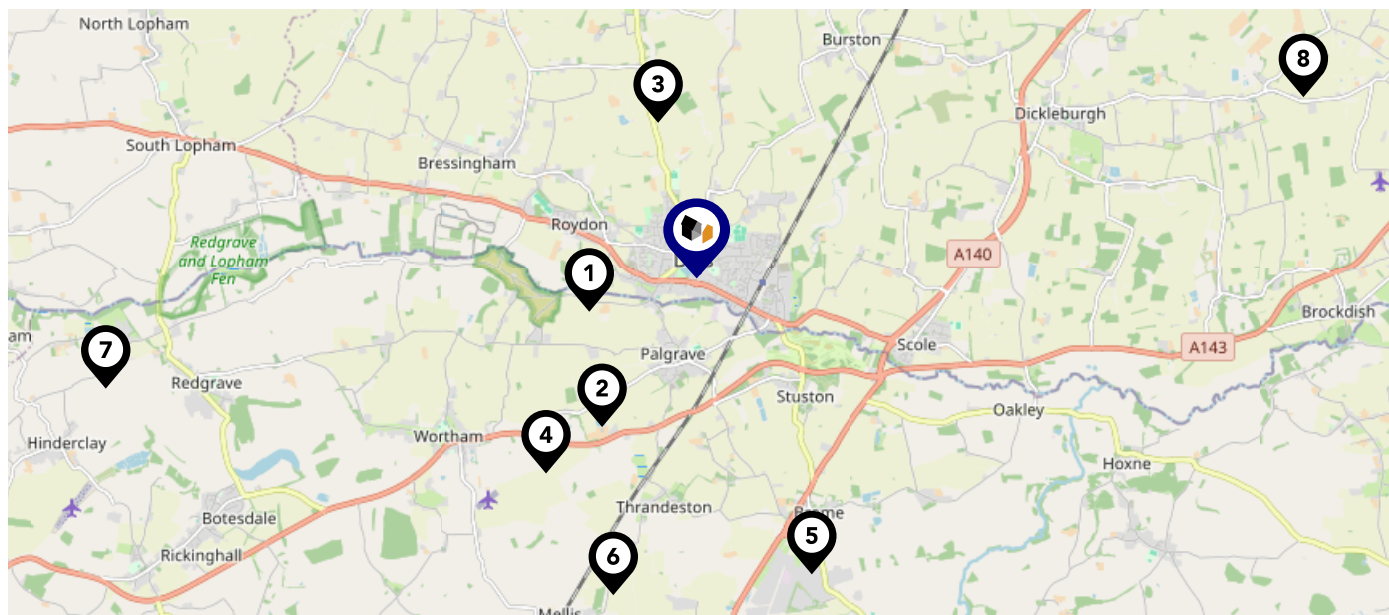 North Lopham
Burston
8
3
Dickleburgh
South Lopham
Bressingham
Roydon
Redgrave
and Lopham
Fen
A140
1
Brockdish
7
Palgrave
Scole
A143
Redgrave
2
Stuston
Oakley
4
Wortham
Hinderclay
Hoxne
Botesdale
Thrandeston
5
Rickinghall
6
Mellis